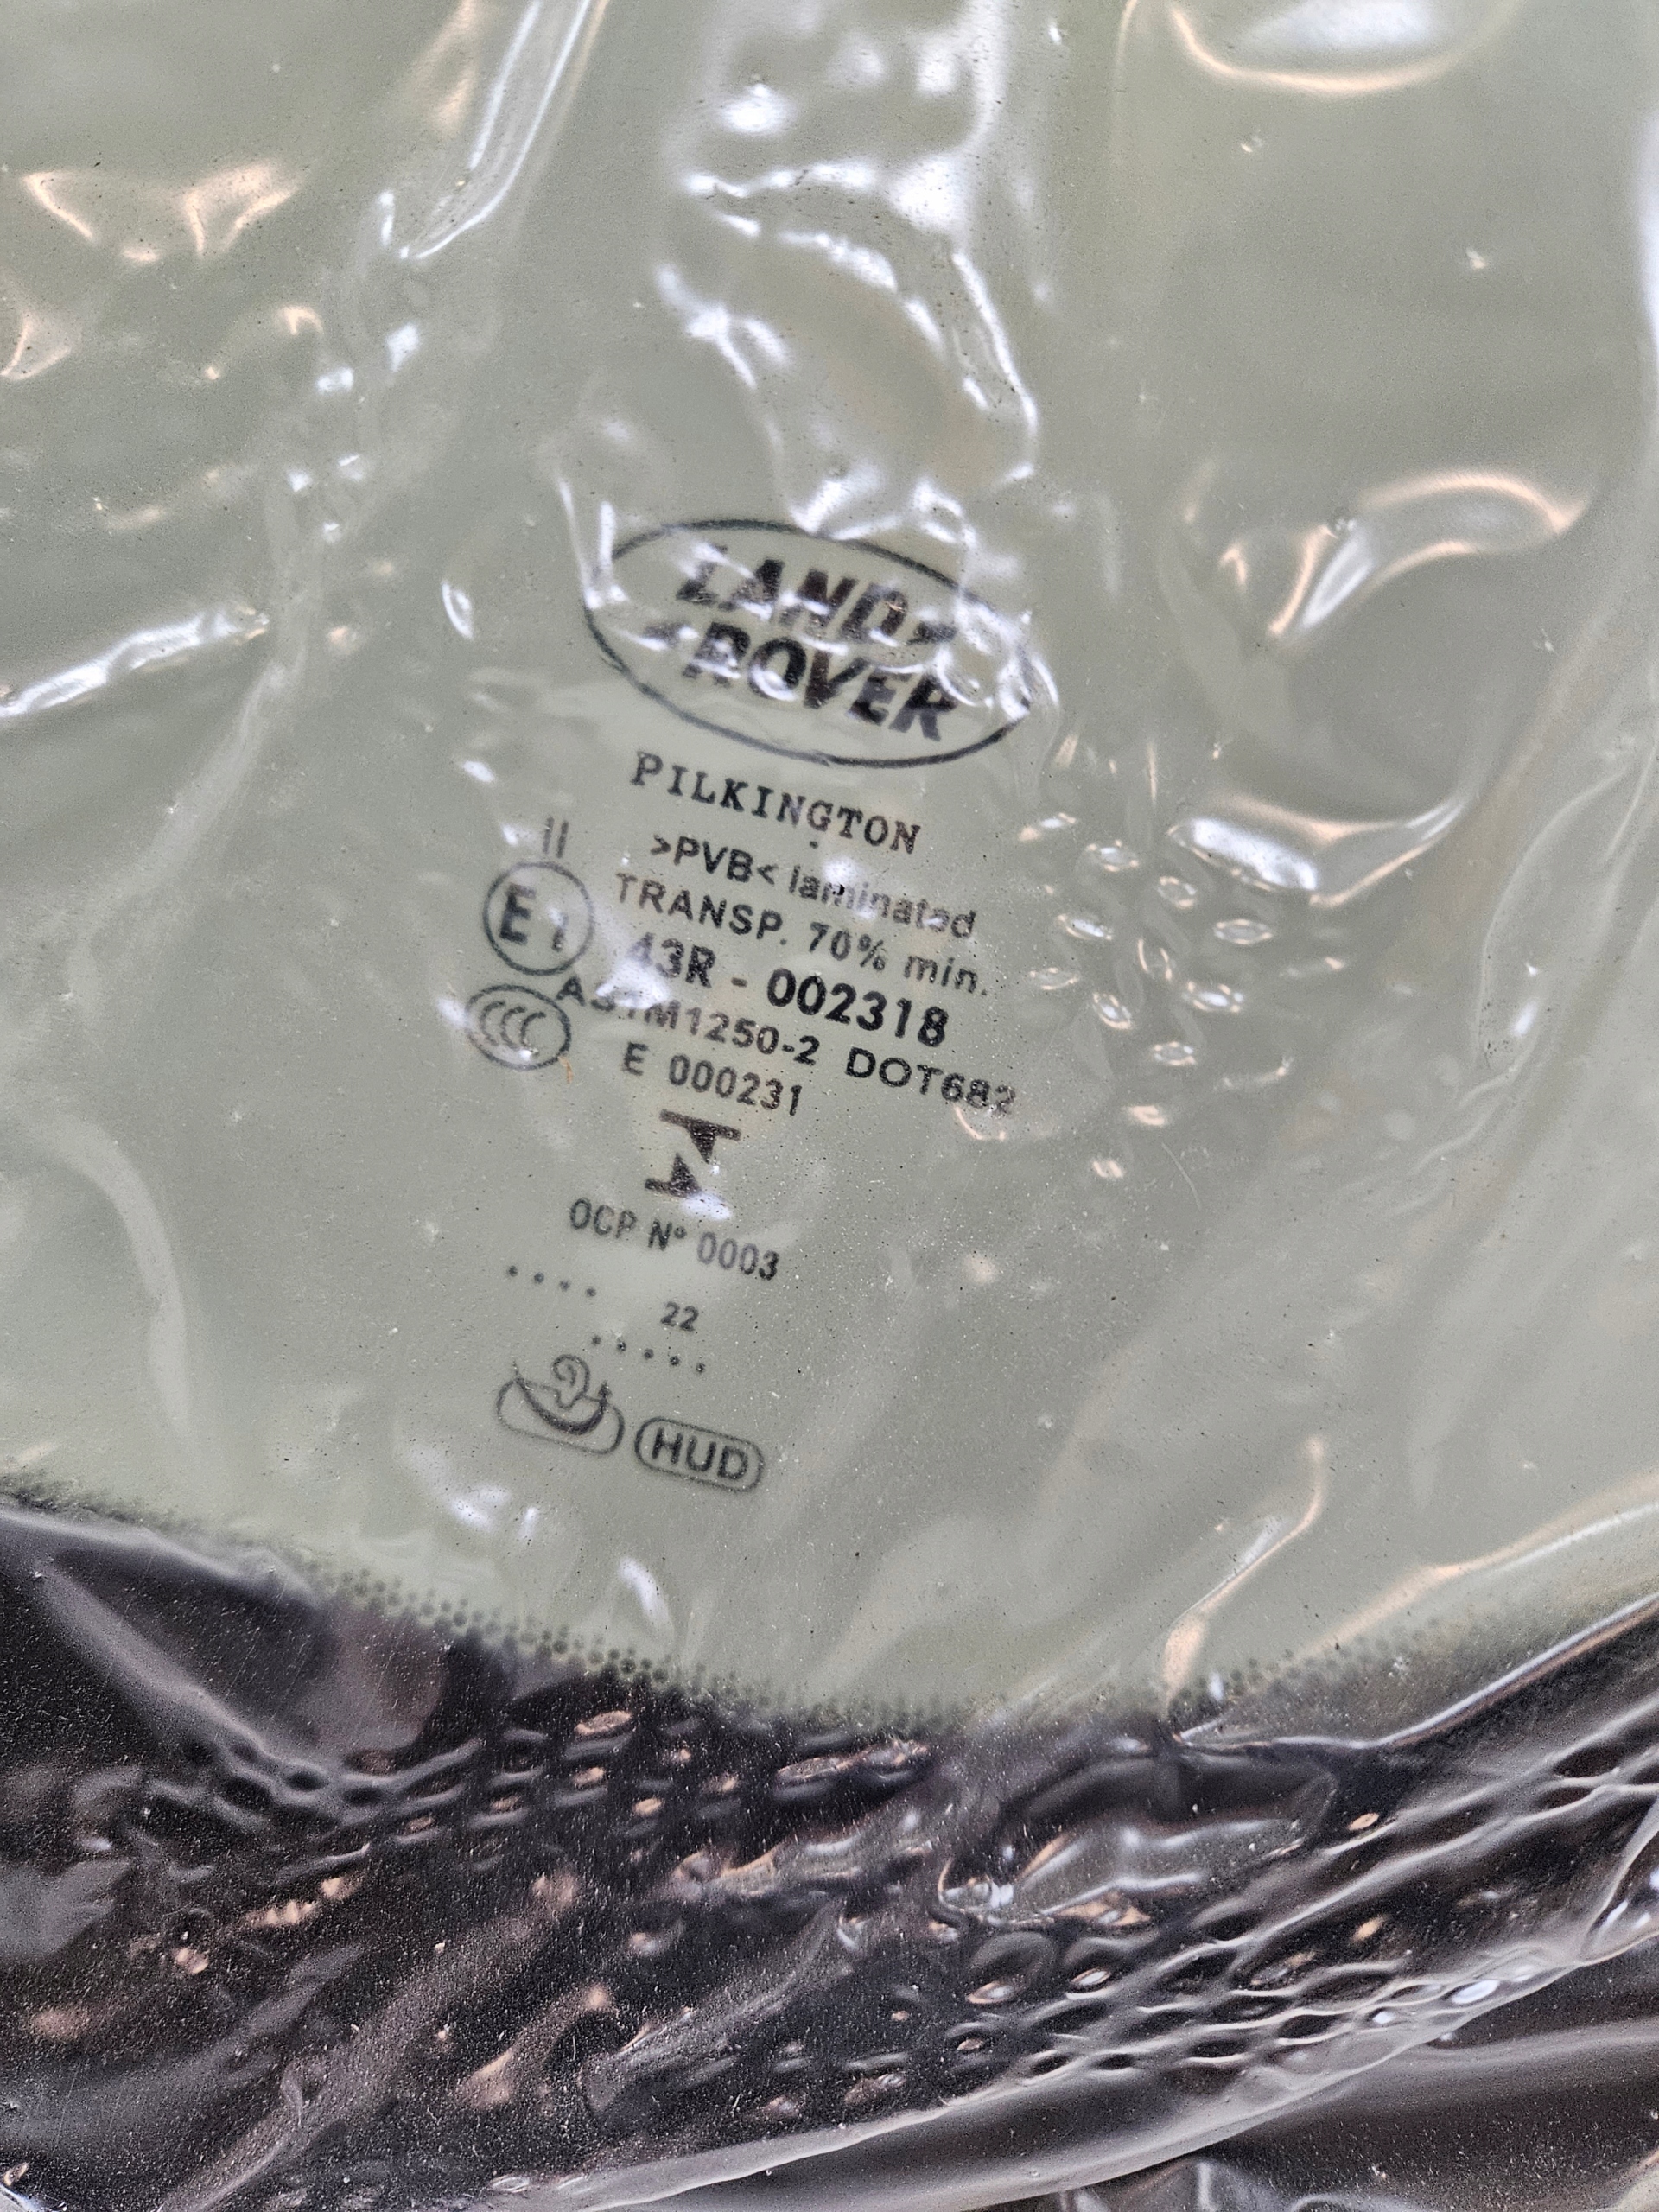 LAND
ROVER
PILKINGTON
II
>PVB< laminated
TRANSP. 70% min.
E1
43R - 002318
CCC
ASTM1250-2 DOT682
E 000231
OCP Nº 0003
.... 22
.....
HUD